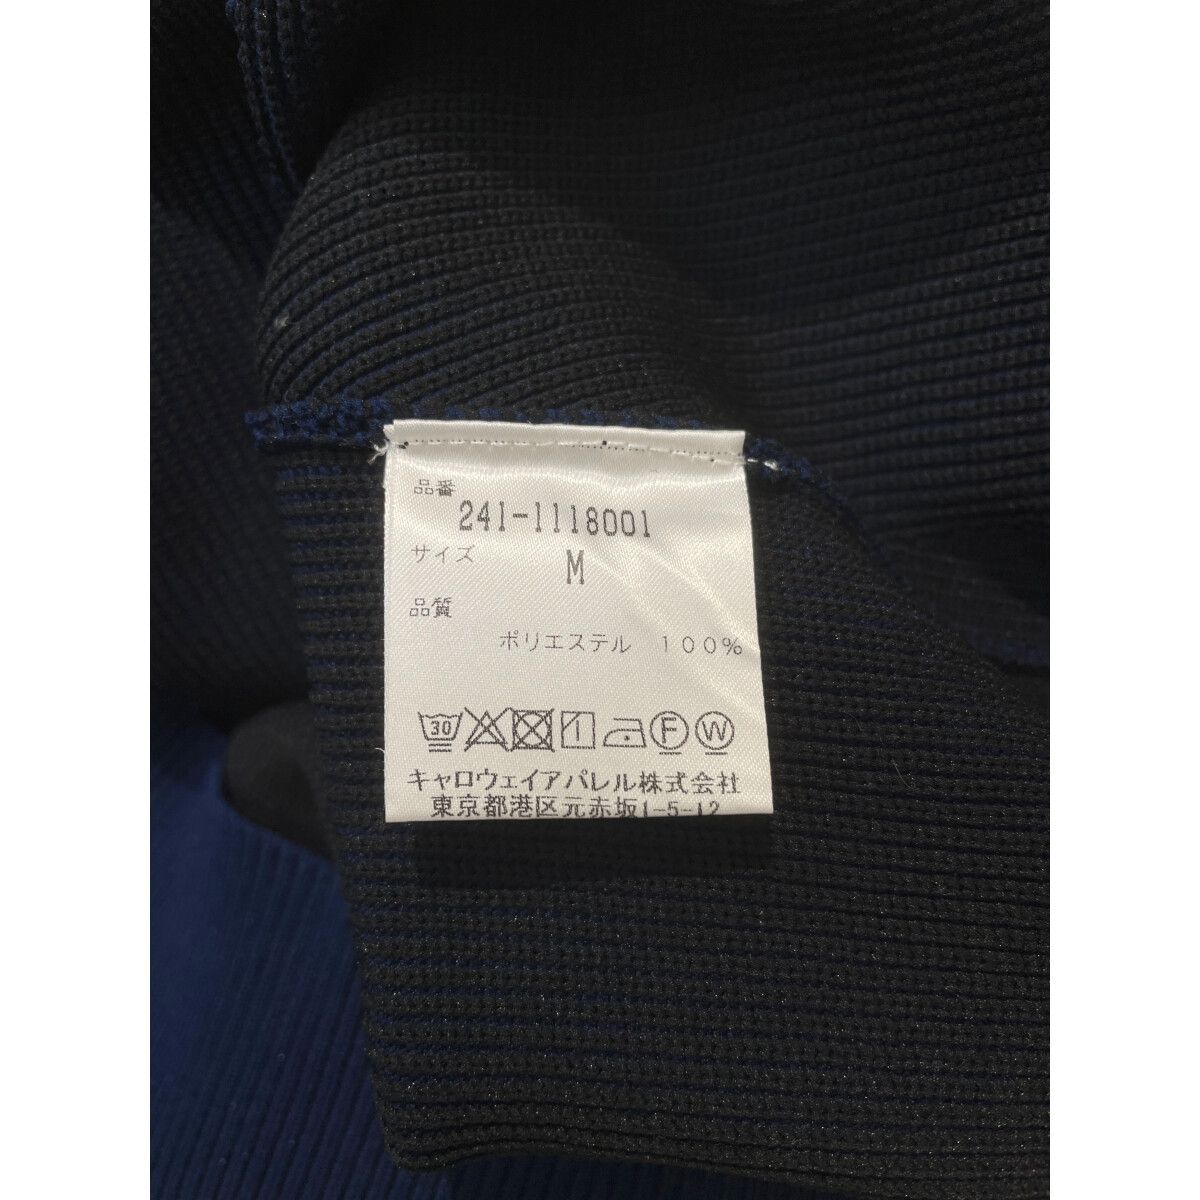 品番
241-1118001
サイズ
M
品質
ポリエステル 100%
30 1 F W
キャロウェイアパレル株式会社
東京都港区元赤坂1-5-12